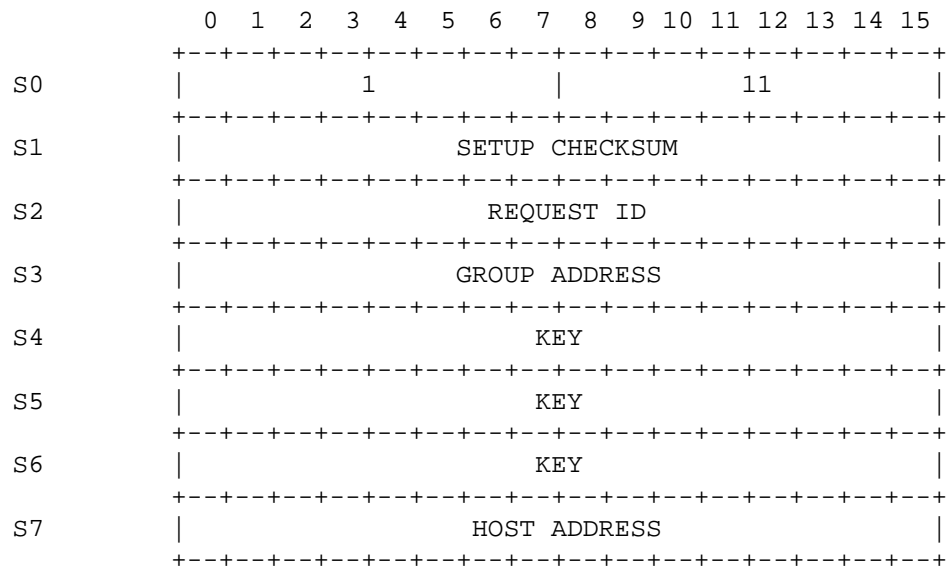 0 1 2 3 4 5 6 7 8 9 10 11 12 13 14 15
+--+--+--+--+--+--+--+--+--+--+--+--+--+--+--+--+
S0 | 1 | 11 |
+--+--+--+--+--+--+--+--+--+--+--+--+--+--+--+--+
S1 | SETUP CHECKSUM |
+--+--+--+--+--+--+--+--+--+--+--+--+--+--+--+--+
S2 | REQUEST ID |
+--+--+--+--+--+--+--+--+--+--+--+--+--+--+--+--+
S3 | GROUP ADDRESS |
+--+--+--+--+--+--+--+--+--+--+--+--+--+--+--+--+
S4 | KEY |
+--+--+--+--+--+--+--+--+--+--+--+--+--+--+--+--+
S5 | KEY |
+--+--+--+--+--+--+--+--+--+--+--+--+--+--+--+--+
S6 | KEY |
+--+--+--+--+--+--+--+--+--+--+--+--+--+--+--+--+
S7 | HOST ADDRESS |
+--+--+--+--+--+--+--+--+--+--+--+--+--+--+--+--+